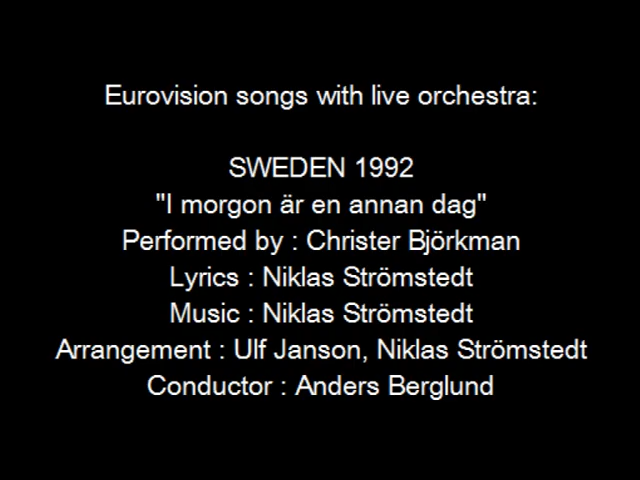 Eurovision songs with live orchestra:
SWEDEN 1992
"I morgon är en annan dag"
Performed by : Christer Björkman
Lyrics : Niklas Strömstedt
Music : Niklas Strömstedt
Arrangement : Ulf Janson, Niklas Strömstedt
Conductor : Anders Berglund